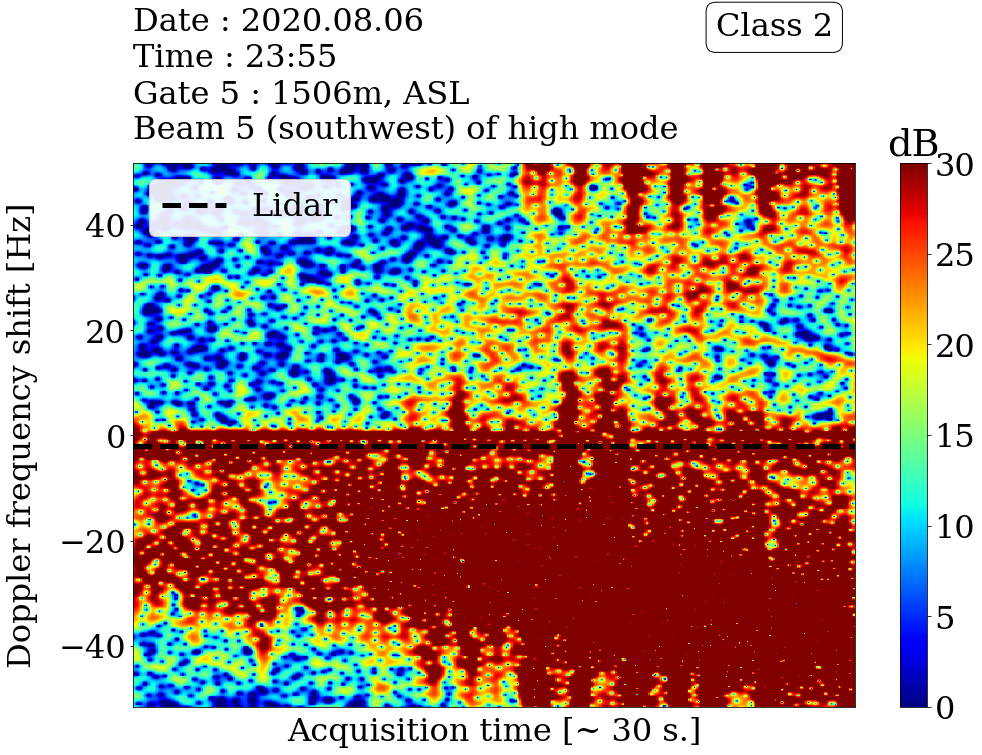 Date : 2020.08.06
Time : 23:55
Gate 5 : 1506m, ASL
Beam 5 (southwest) of high mode
Class 2
dB
Lidar
Doppler frequency shift [Hz]
40
20
0
−20
−40
30
25
20
15
10
5
0
Acquisition time [~ 30 s.]